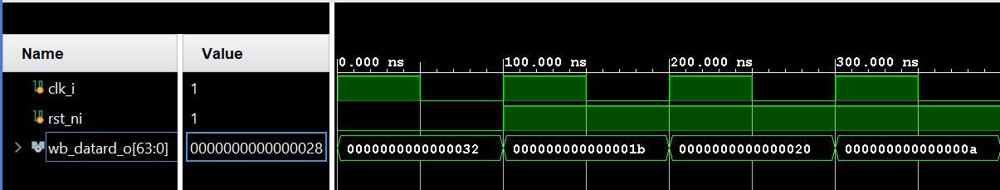 Name Value
0.000 ns 100.000 ns 200.000 ns 300.000 ns
clk_i 1
rst_ni 1
wb_datard_o[63:0] 0000000000000028 0000000000000032 000000000000001b 0000000000000020 000000000000000a